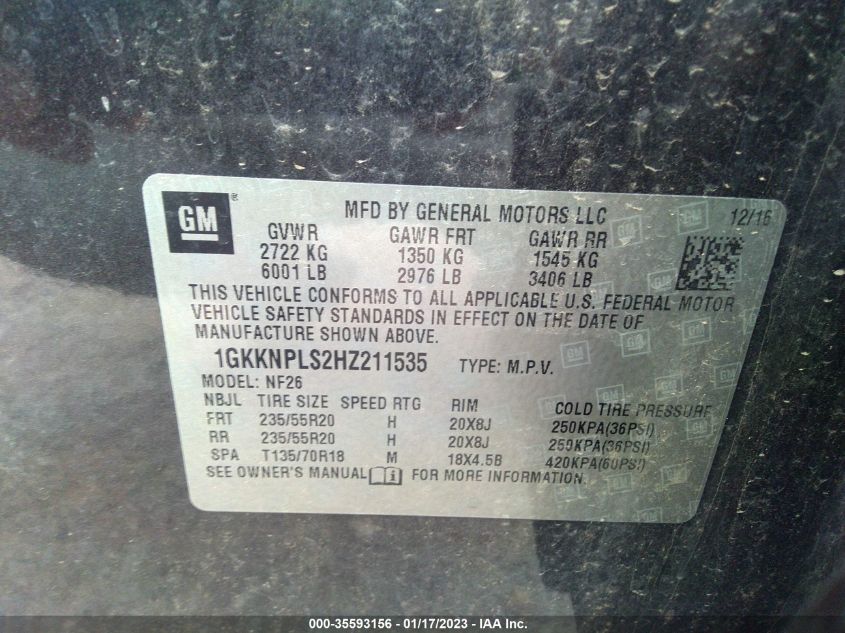 GM ®
MFD BY GENERAL MOTORS LLC 12/16
GVWR GAWR FRT GAWR RR
2722 KG 1350 KG 1545 KG
6001 LB 2976 LB 3406 LB
THIS VEHICLE CONFORMS TO ALL APPLICABLE U.S. FEDERAL MOTOR
VEHICLE SAFETY STANDARDS IN EFFECT ON THE DATE OF
MANUFACTURE SHOWN ABOVE.
1GKKNPLS2HZ211535 TYPE: M.P.V.
MODEL: NF26
NBJL TIRE SIZE SPEED RTG RIM COLD TIRE PRESSURE
FRT 235/55R20 H 20X8J 250KPA(36PSI)
RR 235/55R20 H 20X8J 250KPA(36PSI)
SPA T135/70R18 M 18X4.5B 420KPA(60PSI)
SEE OWNER'S MANUAL i FOR MORE INFORMATION.
000-35593156 - 01/17/2023 - IAA Inc.